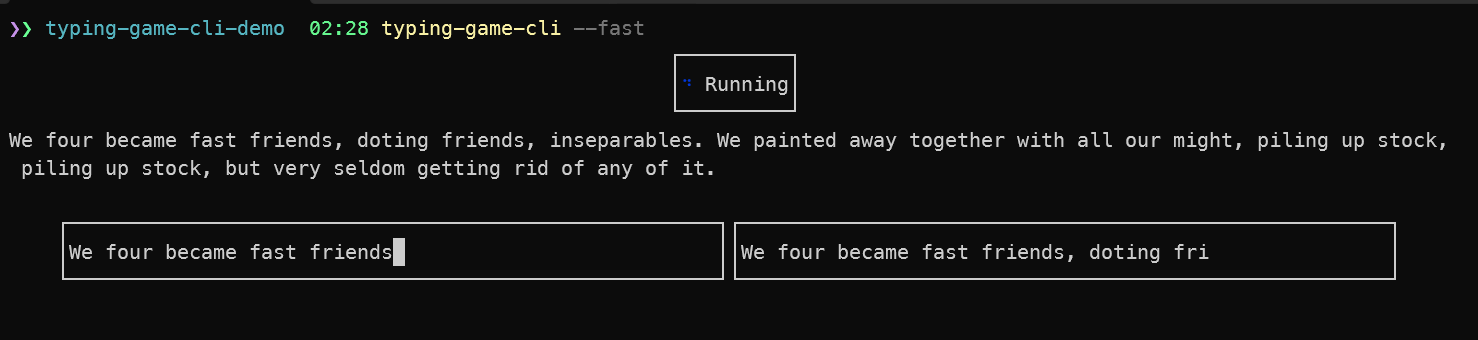 ❯❯ typing-game-cli-demo  02:28 typing-game-cli --fast
Running
We four became fast friends, doting friends, inseparables. We painted away together with all our might, piling up stock,
piling up stock, but very seldom getting rid of any of it.
We four became fast friends
We four became fast friends, doting fri